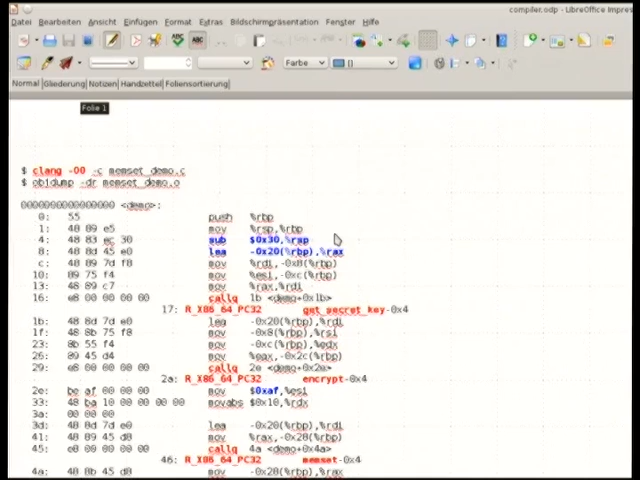 compiler.odp - LibreOffice Impres
Datei Bearbeiten Ansicht Einfügen Format Extras Bildschirmpräsentation Fenster Hilfe
Farbe
Normal Gliederung Notizen Handzettel Foliensortierung
Folie 1
$ clang -O0 -c memset_demo.c
$ objdump -dr memset_demo.o
0000000000000000 <demo>:
0: 55 push %rbp
1: 48 89 e5 mov %rsp,%rbp
4: 48 83 ec 30 sub $0x30,%rsp
8: 48 8d 45 e0 lea -0x20(%rbp),%rax
c: 48 89 7d f8 mov %rdi,-0x8(%rbp)
10: 89 75 f4 mov %esi,-0xc(%rbp)
13: 48 89 c7 mov %rax,%rdi
16: e8 00 00 00 00 callq 1b <demo+0x1b>
17: R_X86_64_PC32 get_secret_key-0x4
1b: 48 8d 7d e0 lea -0x20(%rbp),%rdi
1f: 48 8b 75 f8 mov -0x8(%rbp),%rsi
23: 8b 55 f4 mov -0xc(%rbp),%edx
26: 89 45 d4 mov %eax,-0x2c(%rbp)
29: e8 00 00 00 00 callq 2e <demo+0x2e>
2a: R_X86_64_PC32 encrypt-0x4
2e: be af 00 00 00 mov $0xaf,%esi
33: 48 ba 10 00 00 00 00 movabs $0x10,%rdx
3a: 00 00 00
3d: 48 8d 7d e0 lea -0x20(%rbp),%rdi
41: 48 89 45 d8 mov %rax,-0x28(%rbp)
45: e8 00 00 00 00 callq 4a <demo+0x4a>
46: R_X86_64_PC32 memset-0x4
4a: 48 8b 45 d8 mov -0x28(%rbp),%rax